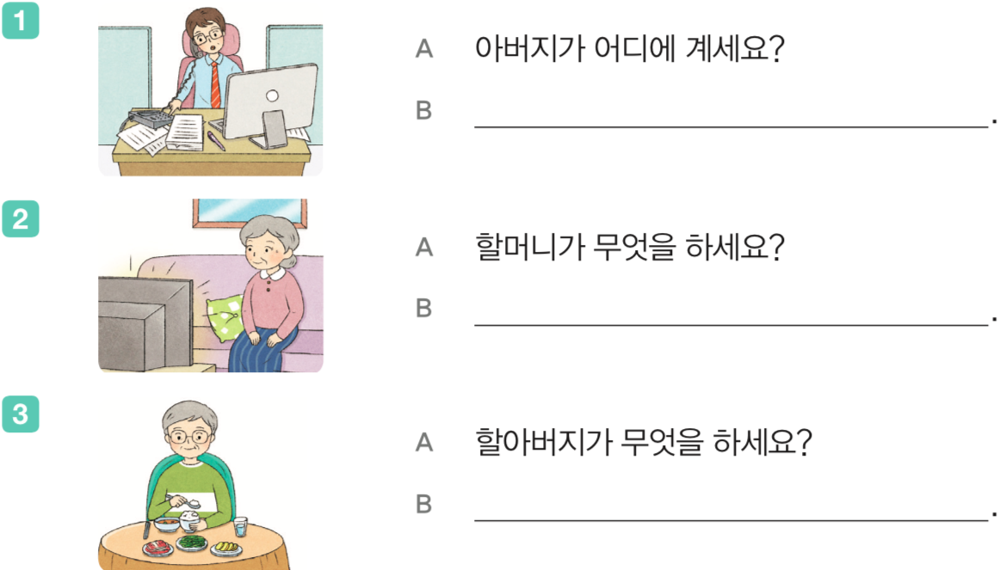 1
A 아버지가 어디에 계세요?
B .
2
A 할머니가 무엇을 하세요?
B .
3
A 할아버지가 무엇을 하세요?
B .